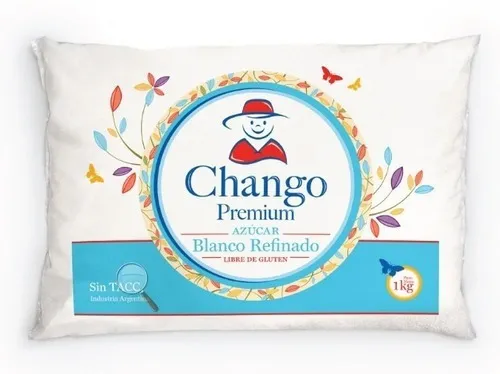 Chango
Premium
AZÚCAR
Blanco Refinado
LIBRE DE GLUTEN
Sin TACC
Industria Argentina
1kg